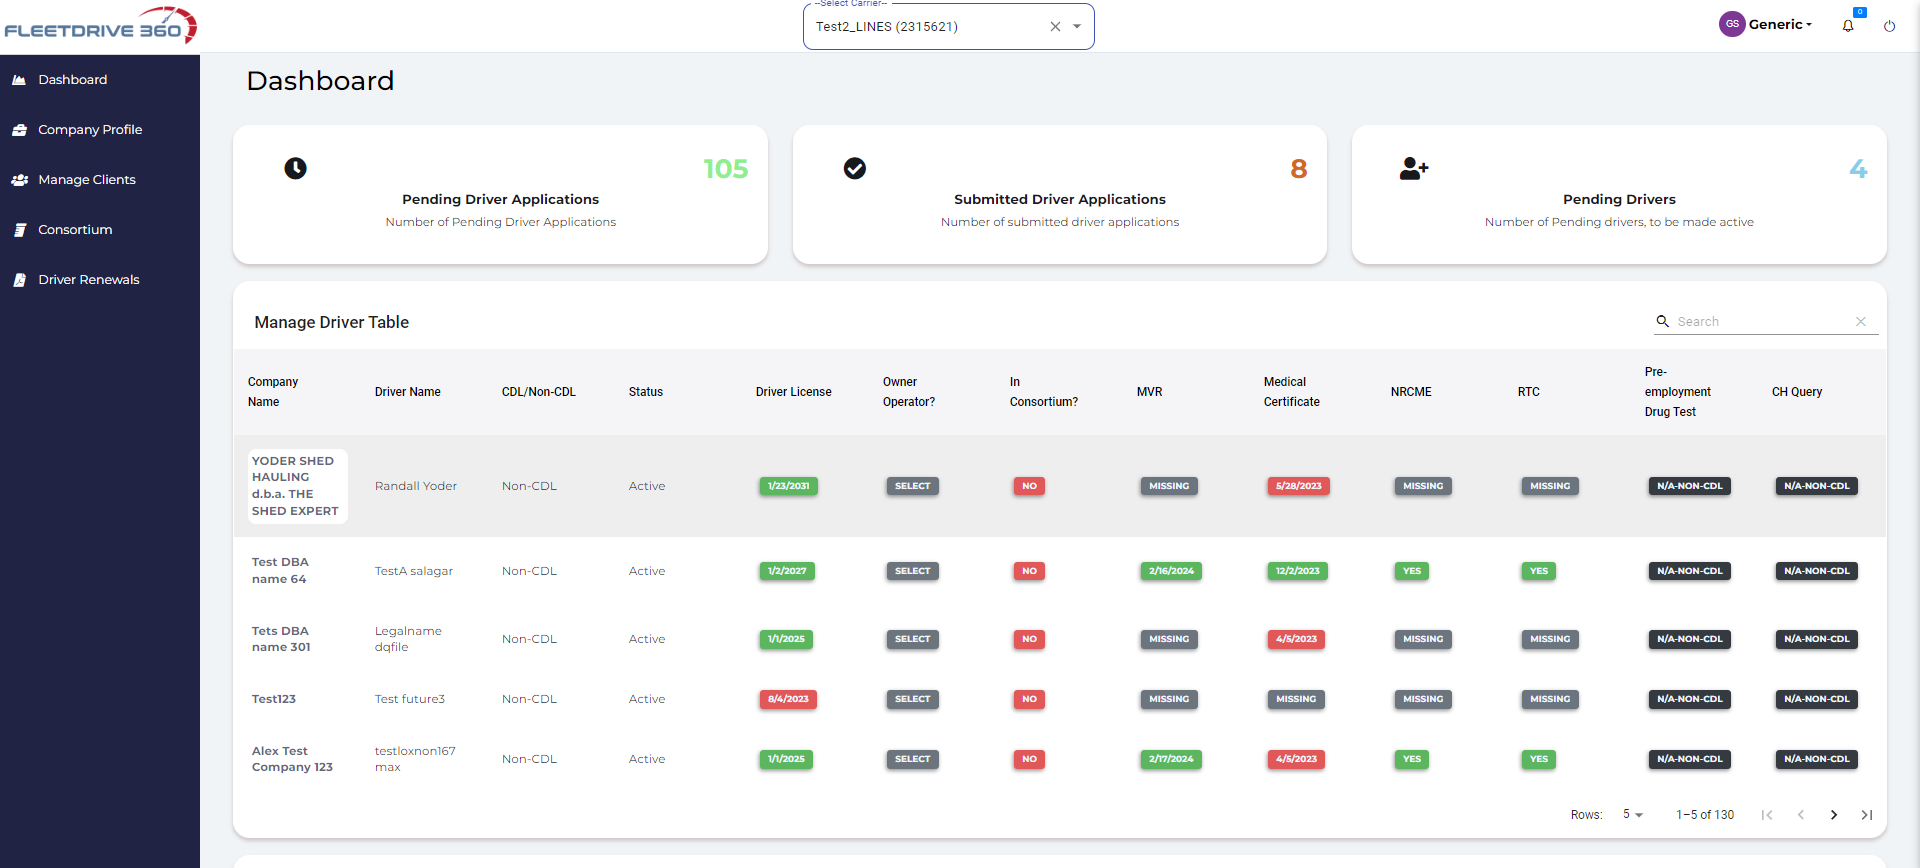 FLEETDRIVE 360
--Select Carrier--
Test2_LINES (2315621)
GS
Generic
0
Dashboard
Company Profile
Manage Clients
Consortium
Driver Renewals
Dashboard
105
Pending Driver Applications
Number of Pending Driver Applications
8
Submitted Driver Applications
Number of submitted driver applications
4
Pending Drivers
Number of Pending drivers, to be made active
Manage Driver Table
Search
Company
Name
Driver Name
CDL/Non-CDL
Status
Driver License
Owner
Operator?
In
Consortium?
MVR
Medical
Certificate
NRCME
RTC
Pre-
employment
Drug Test
CH Query
YODER SHED
HAULING
d.b.a. THE
SHED EXPERT
Randall Yoder
Non-CDL
Active
1/23/2031
SELECT
NO
MISSING
5/28/2023
MISSING
MISSING
N/A-NON-CDL
N/A-NON-CDL
Test DBA
name 64
TestA salagar
Non-CDL
Active
1/2/2027
SELECT
NO
2/16/2024
12/2/2023
YES
YES
N/A-NON-CDL
N/A-NON-CDL
Tets DBA
name 301
Legalname
dqfile
Non-CDL
Active
1/1/2025
SELECT
NO
MISSING
4/5/2023
MISSING
MISSING
N/A-NON-CDL
N/A-NON-CDL
Test123
Test future3
Non-CDL
Active
8/4/2023
SELECT
NO
MISSING
MISSING
MISSING
MISSING
N/A-NON-CDL
N/A-NON-CDL
Alex Test
Company 123
testloxnon167
max
Non-CDL
Active
1/1/2025
SELECT
NO
2/17/2024
4/5/2023
YES
YES
N/A-NON-CDL
N/A-NON-CDL
Rows: 5 1–5 of 130